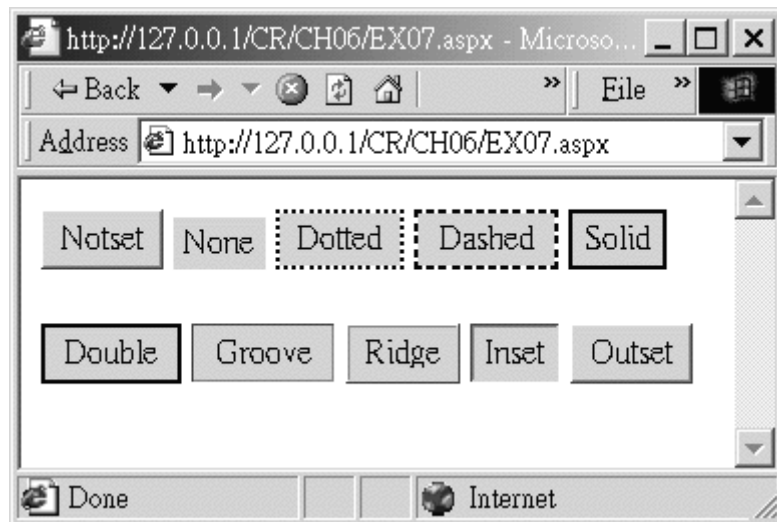 http://127.0.0.1/CR/CH06/EX07.aspx - Microso...
Back » File »
Address http://127.0.0.1/CR/CH06/EX07.aspx
Notset None Dotted Dashed Solid
Double Groove Ridge Inset Outset
Done Internet